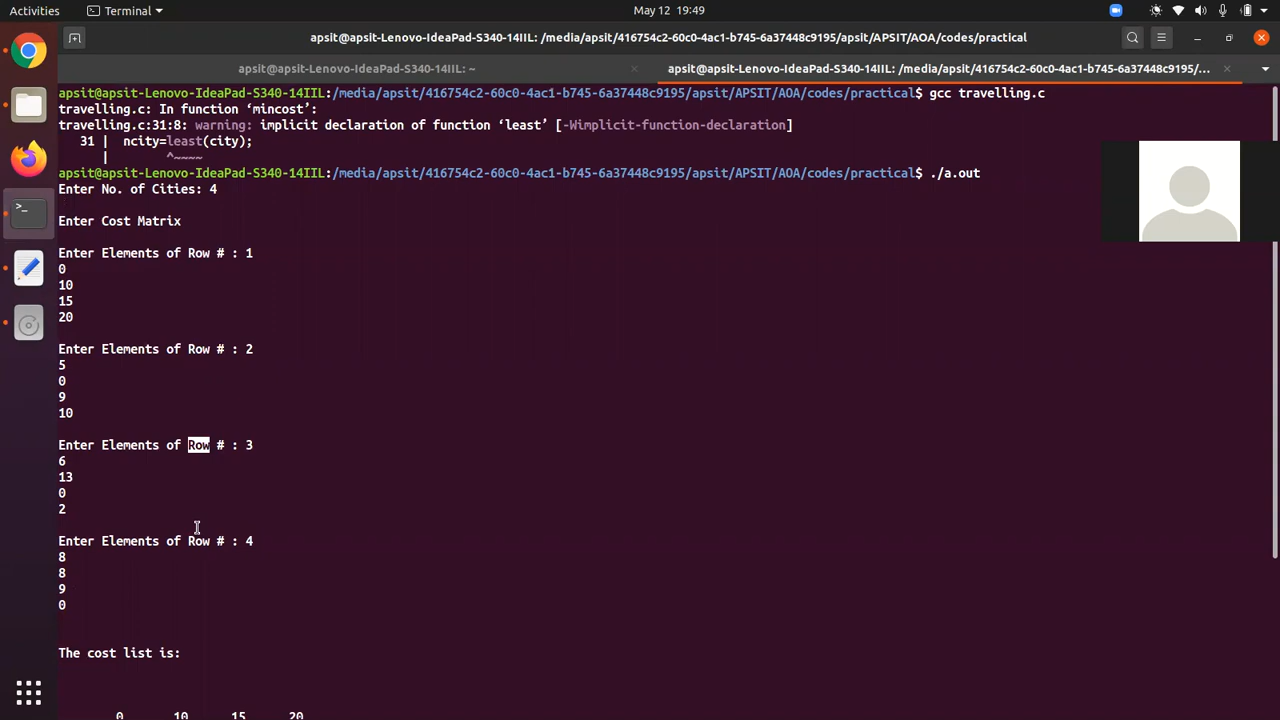 Activities
Terminal
May 12 19:49
apsit@apsit-Lenovo-IdeaPad-S340-14IIL: /media/apsit/416754c2-60c0-4ac1-b745-6a37448c9195/apsit/APSIT/AOA/codes/practical
apsit@apsit-Lenovo-IdeaPad-S340-14IIL: ~
apsit@apsit-Lenovo-IdeaPad-S340-14IIL: /media/apsit/416754c2-60c0-4ac1-b745-6a37448c9195/...
apsit@apsit-Lenovo-IdeaPad-S340-14IIL:/media/apsit/416754c2-60c0-4ac1-b745-6a37448c9195/apsit/APSIT/AOA/codes/practical$ gcc travelling.c
travelling.c: In function ‘mincost’:
travelling.c:31:8: warning: implicit declaration of function ‘least’ [-Wimplicit-function-declaration]
31 | ncity=least(city);
| ^~~~~
apsit@apsit-Lenovo-IdeaPad-S340-14IIL:/media/apsit/416754c2-60c0-4ac1-b745-6a37448c9195/apsit/APSIT/AOA/codes/practical$ ./a.out
Enter No. of Cities: 4
Enter Cost Matrix
Enter Elements of Row # : 1
0
10
15
20
Enter Elements of Row # : 2
5
0
9
10
Enter Elements of Row # : 3
6
13
0
2
Enter Elements of Row # : 4
8
8
9
0
The cost list is:
0 10 15 20